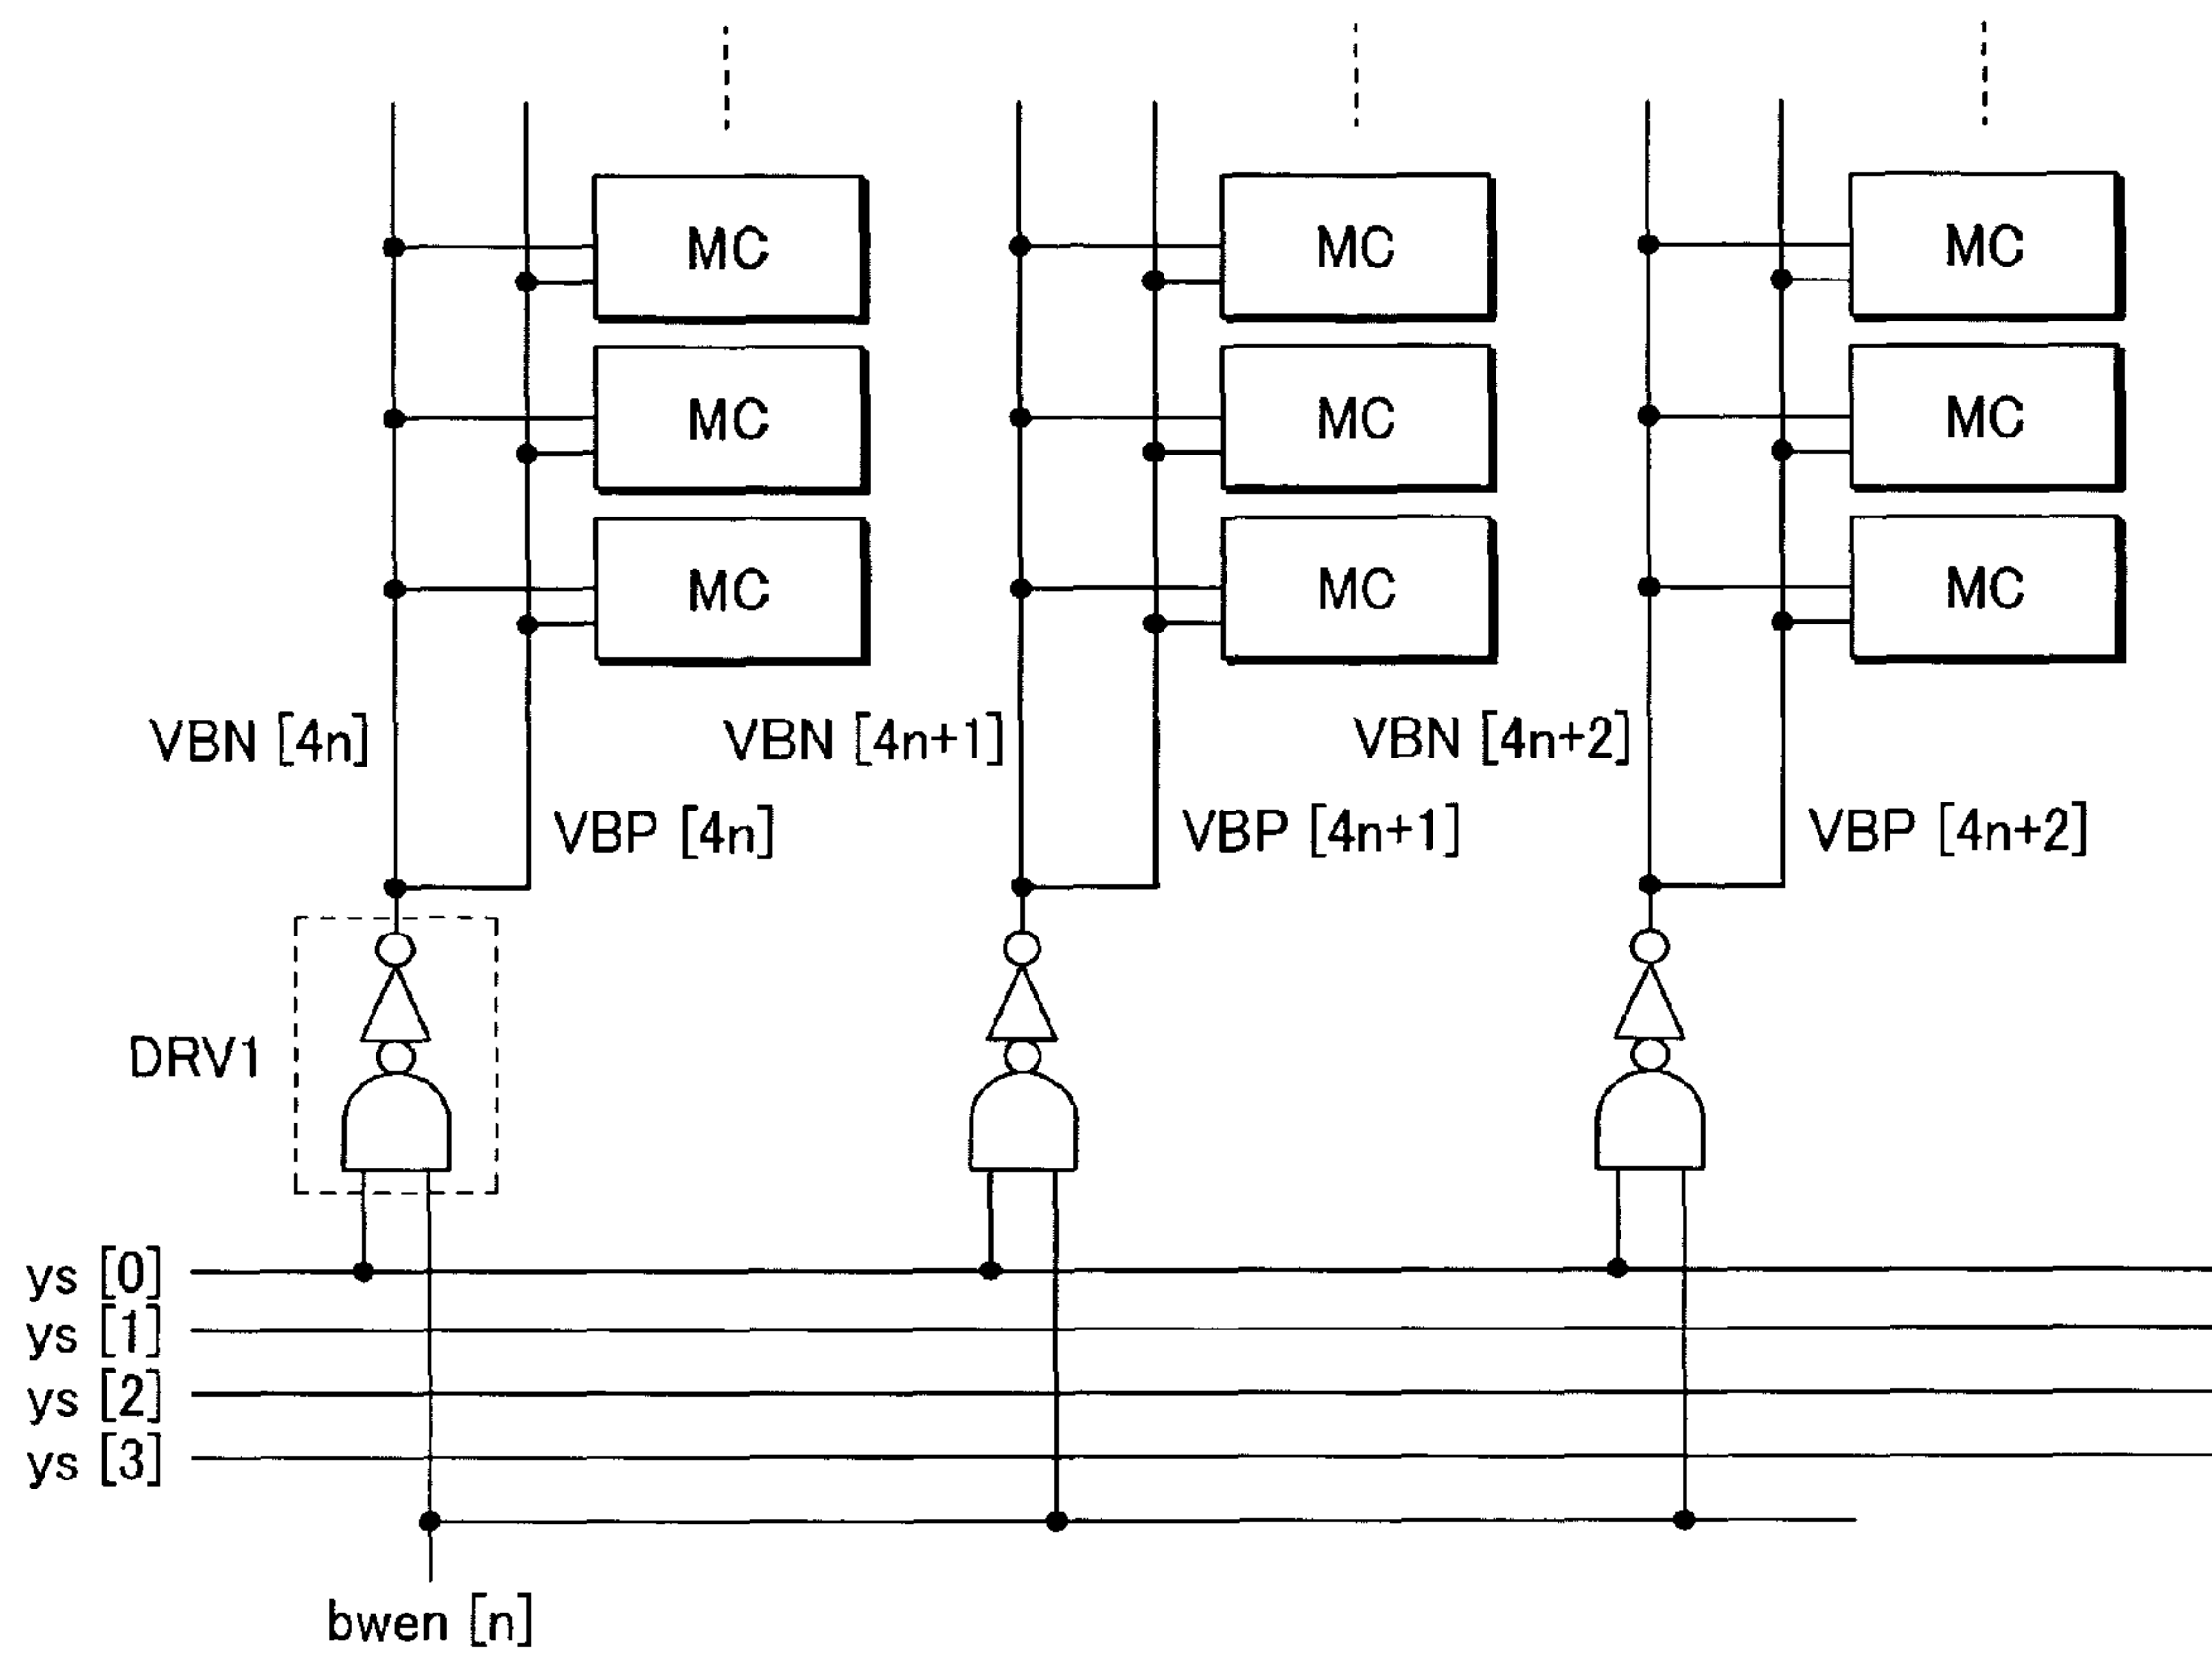 MC MC MC
MC MC MC
MC MC MC
VBN [4n] VBN [4n+1] VBN [4n+2]
VBP [4n] VBP [4n+1] VBP [4n+2]
DRV1
ys [0]
ys [1]
ys [2]
ys [3]
bwen [n]